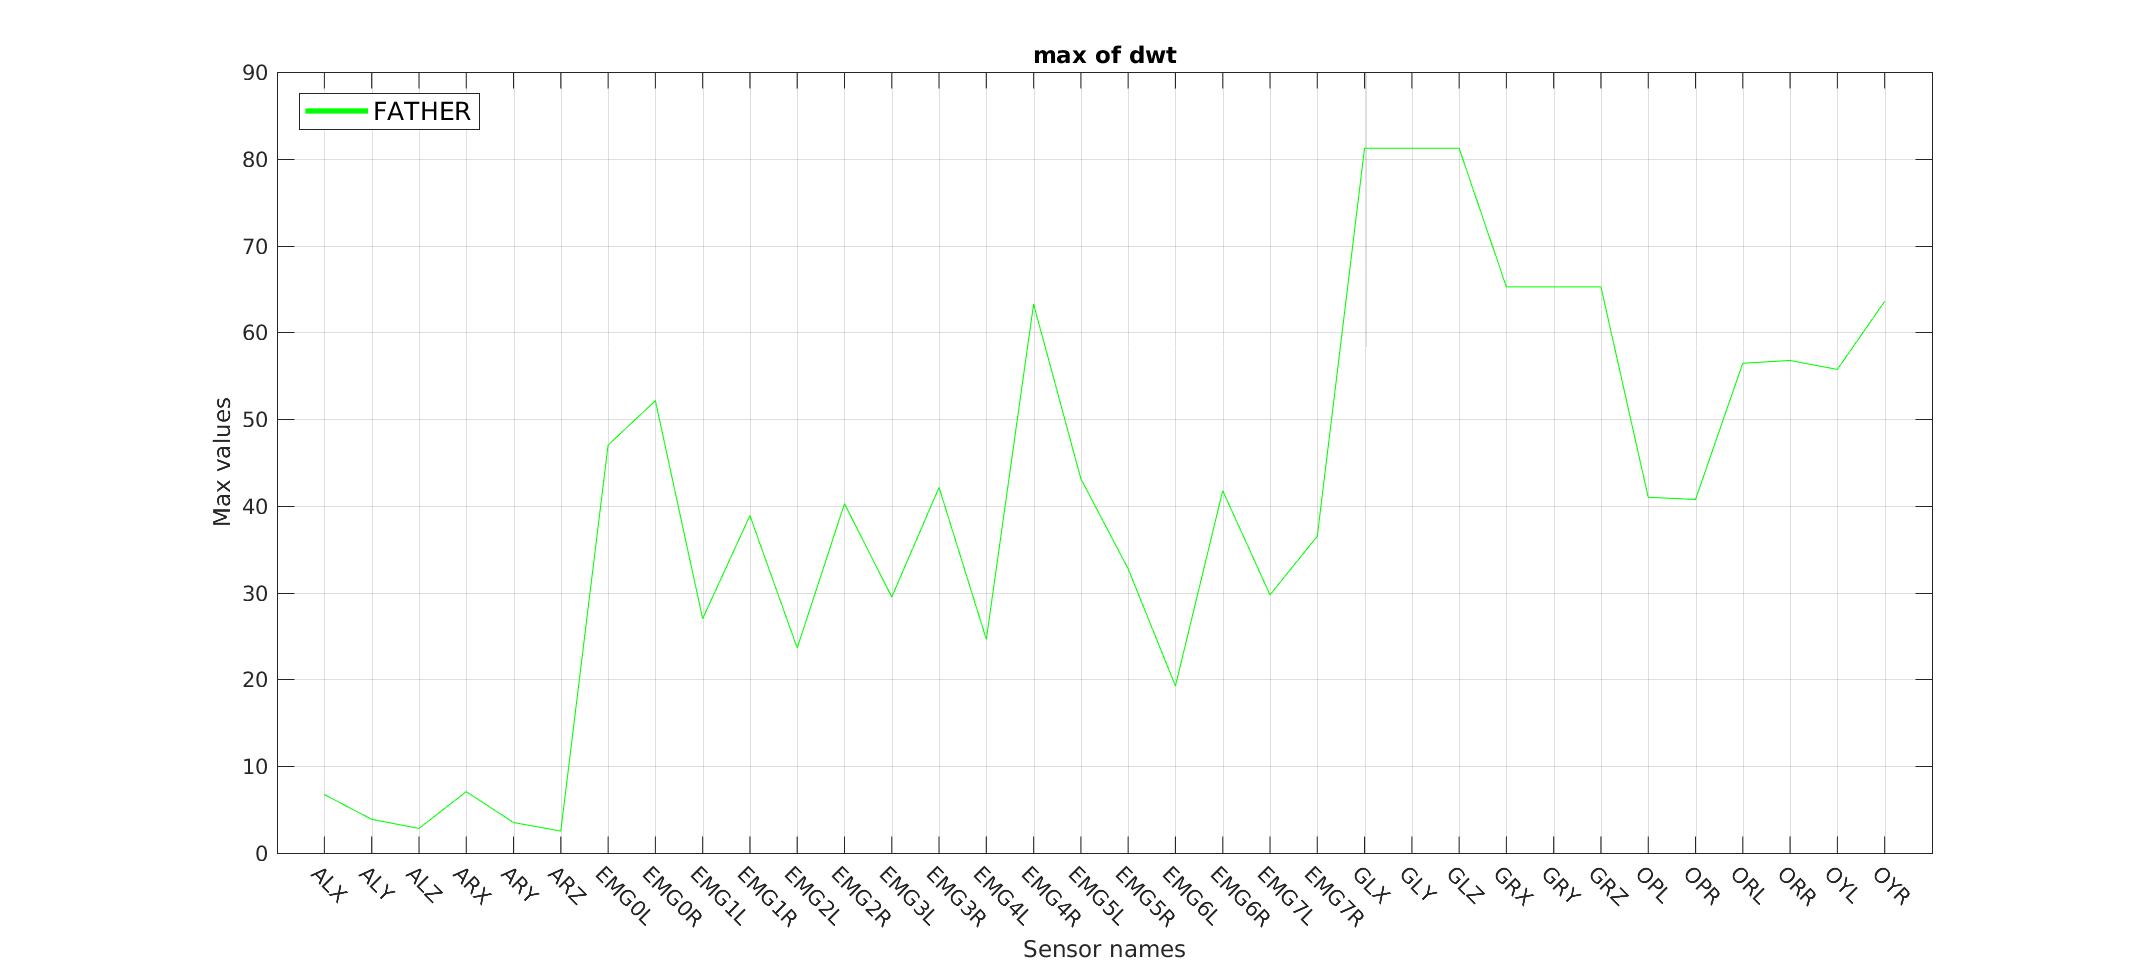 max of dwt
FATHER
90
80
70
60
50
40
30
20
10
0
Max values
ALX ALY ALZ ARX ARY ARZ EMG0L EMG0R EMG1L EMG1R EMG2L EMG2R EMG3L EMG3R EMG4L EMG4R EMG5L EMG5R EMG6L EMG6R EMG7L EMG7R GLX GLY GLZ GRX GRY GRZ OPL OPR ORL ORR OYL OYR
Sensor names